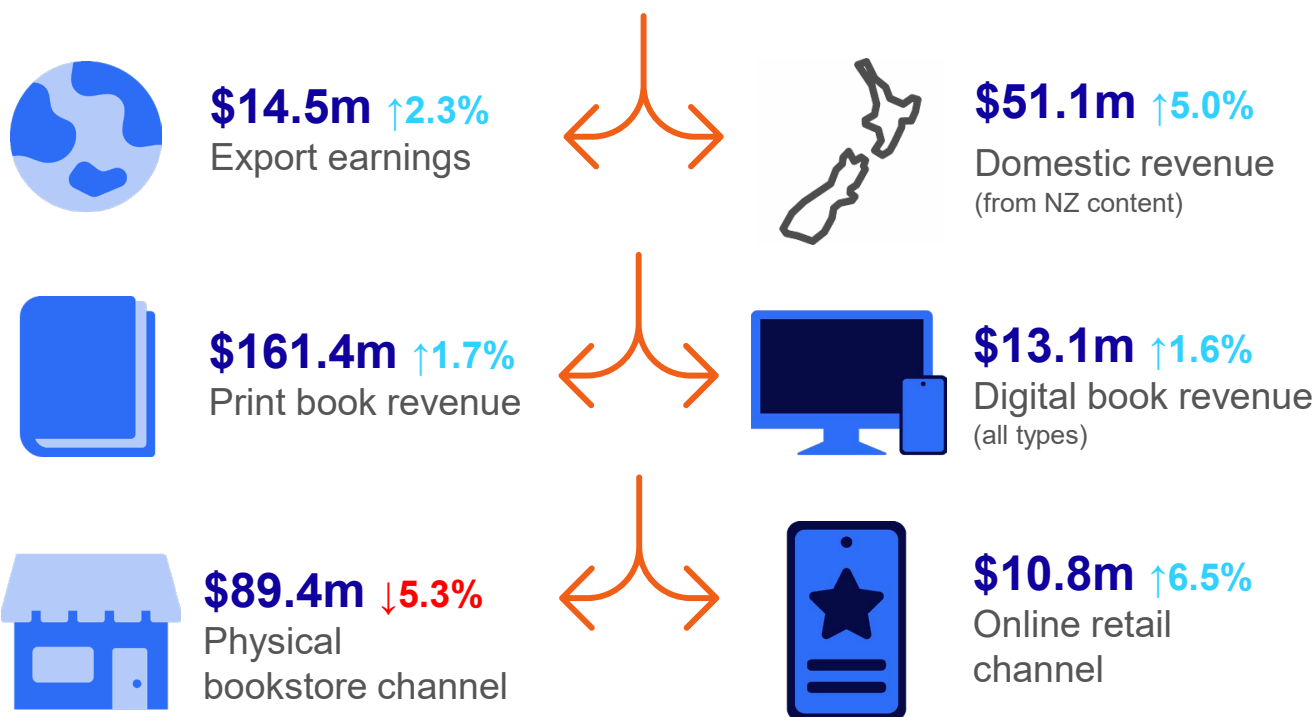 $14.5m ↑2.3%
Export earnings
$51.1m ↑5.0%
Domestic revenue
(from NZ content)
$161.4m ↑1.7%
Print book revenue
$13.1m ↑1.6%
Digital book revenue
(all types)
$89.4m ↓5.3%
Physical
bookstore channel
$10.8m ↑6.5%
Online retail
channel